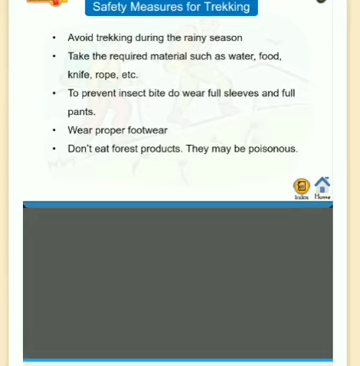 Safety Measures for Trekking
• Avoid trekking during the rainy season
• Take the required material such as water, food,
knife, rope, etc.
• To prevent insect bite do wear full sleeves and full
pants.
• Wear proper footwear
• Don't eat forest products. They may be poisonous.
Index Home